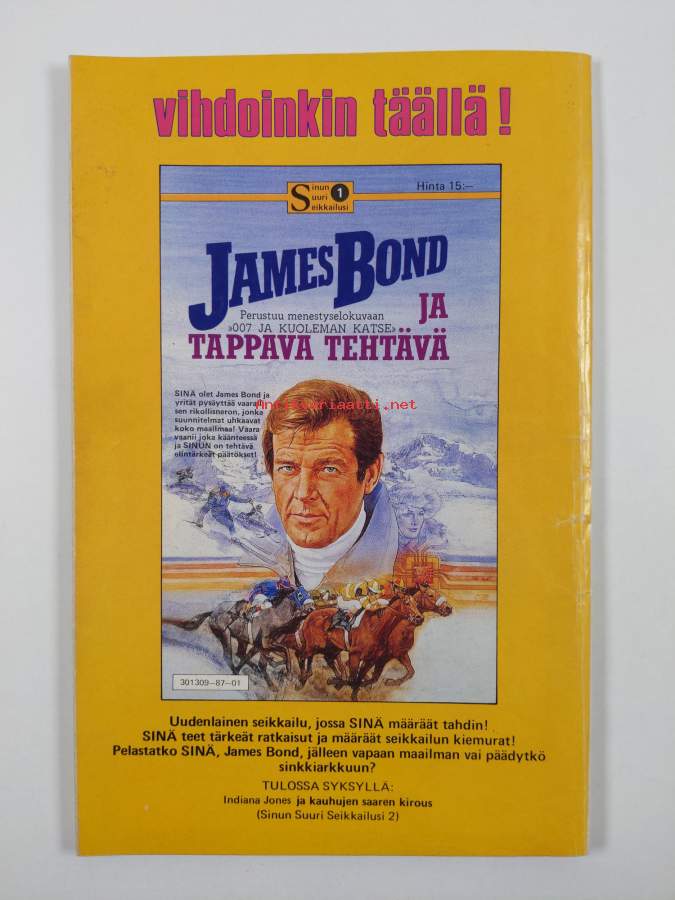 vihdoinkin täällä!
Sinun
Suuri 1
Seikkailusi
Hinta 15:—
JAMES BOND
Perustuu menestyselokuvaan
»007 JA KUOLEMAN KATSE»
JA
TAPPAVA TEHTÄVÄ
SINÄ olet James Bond ja
yrität pysäyttää vaaral
sen rikollisneron, jonka
suunnitelmat uhkaavat
koko maailmaa! Vaara
vaanii joka käänteessä
ja SINUN on tehtävä
elintärkeät päätökset!
Antikvariaatti.net
301309—87—01
Uudenlainen seikkailu, jossa SINÄ määräät tahdin!
SINÄ teet tärkeät ratkaisut ja määräät seikkailun kiemurat!
Pelastatko SINÄ, James Bond, jälleen vapaan maailman vai päädytkö
sinkkiarkkuun?
TULOSSA SYKSYLLÄ:
Indiana Jones ja kauhujen saaren kirous
(Sinun Suuri Seikkailusi 2)